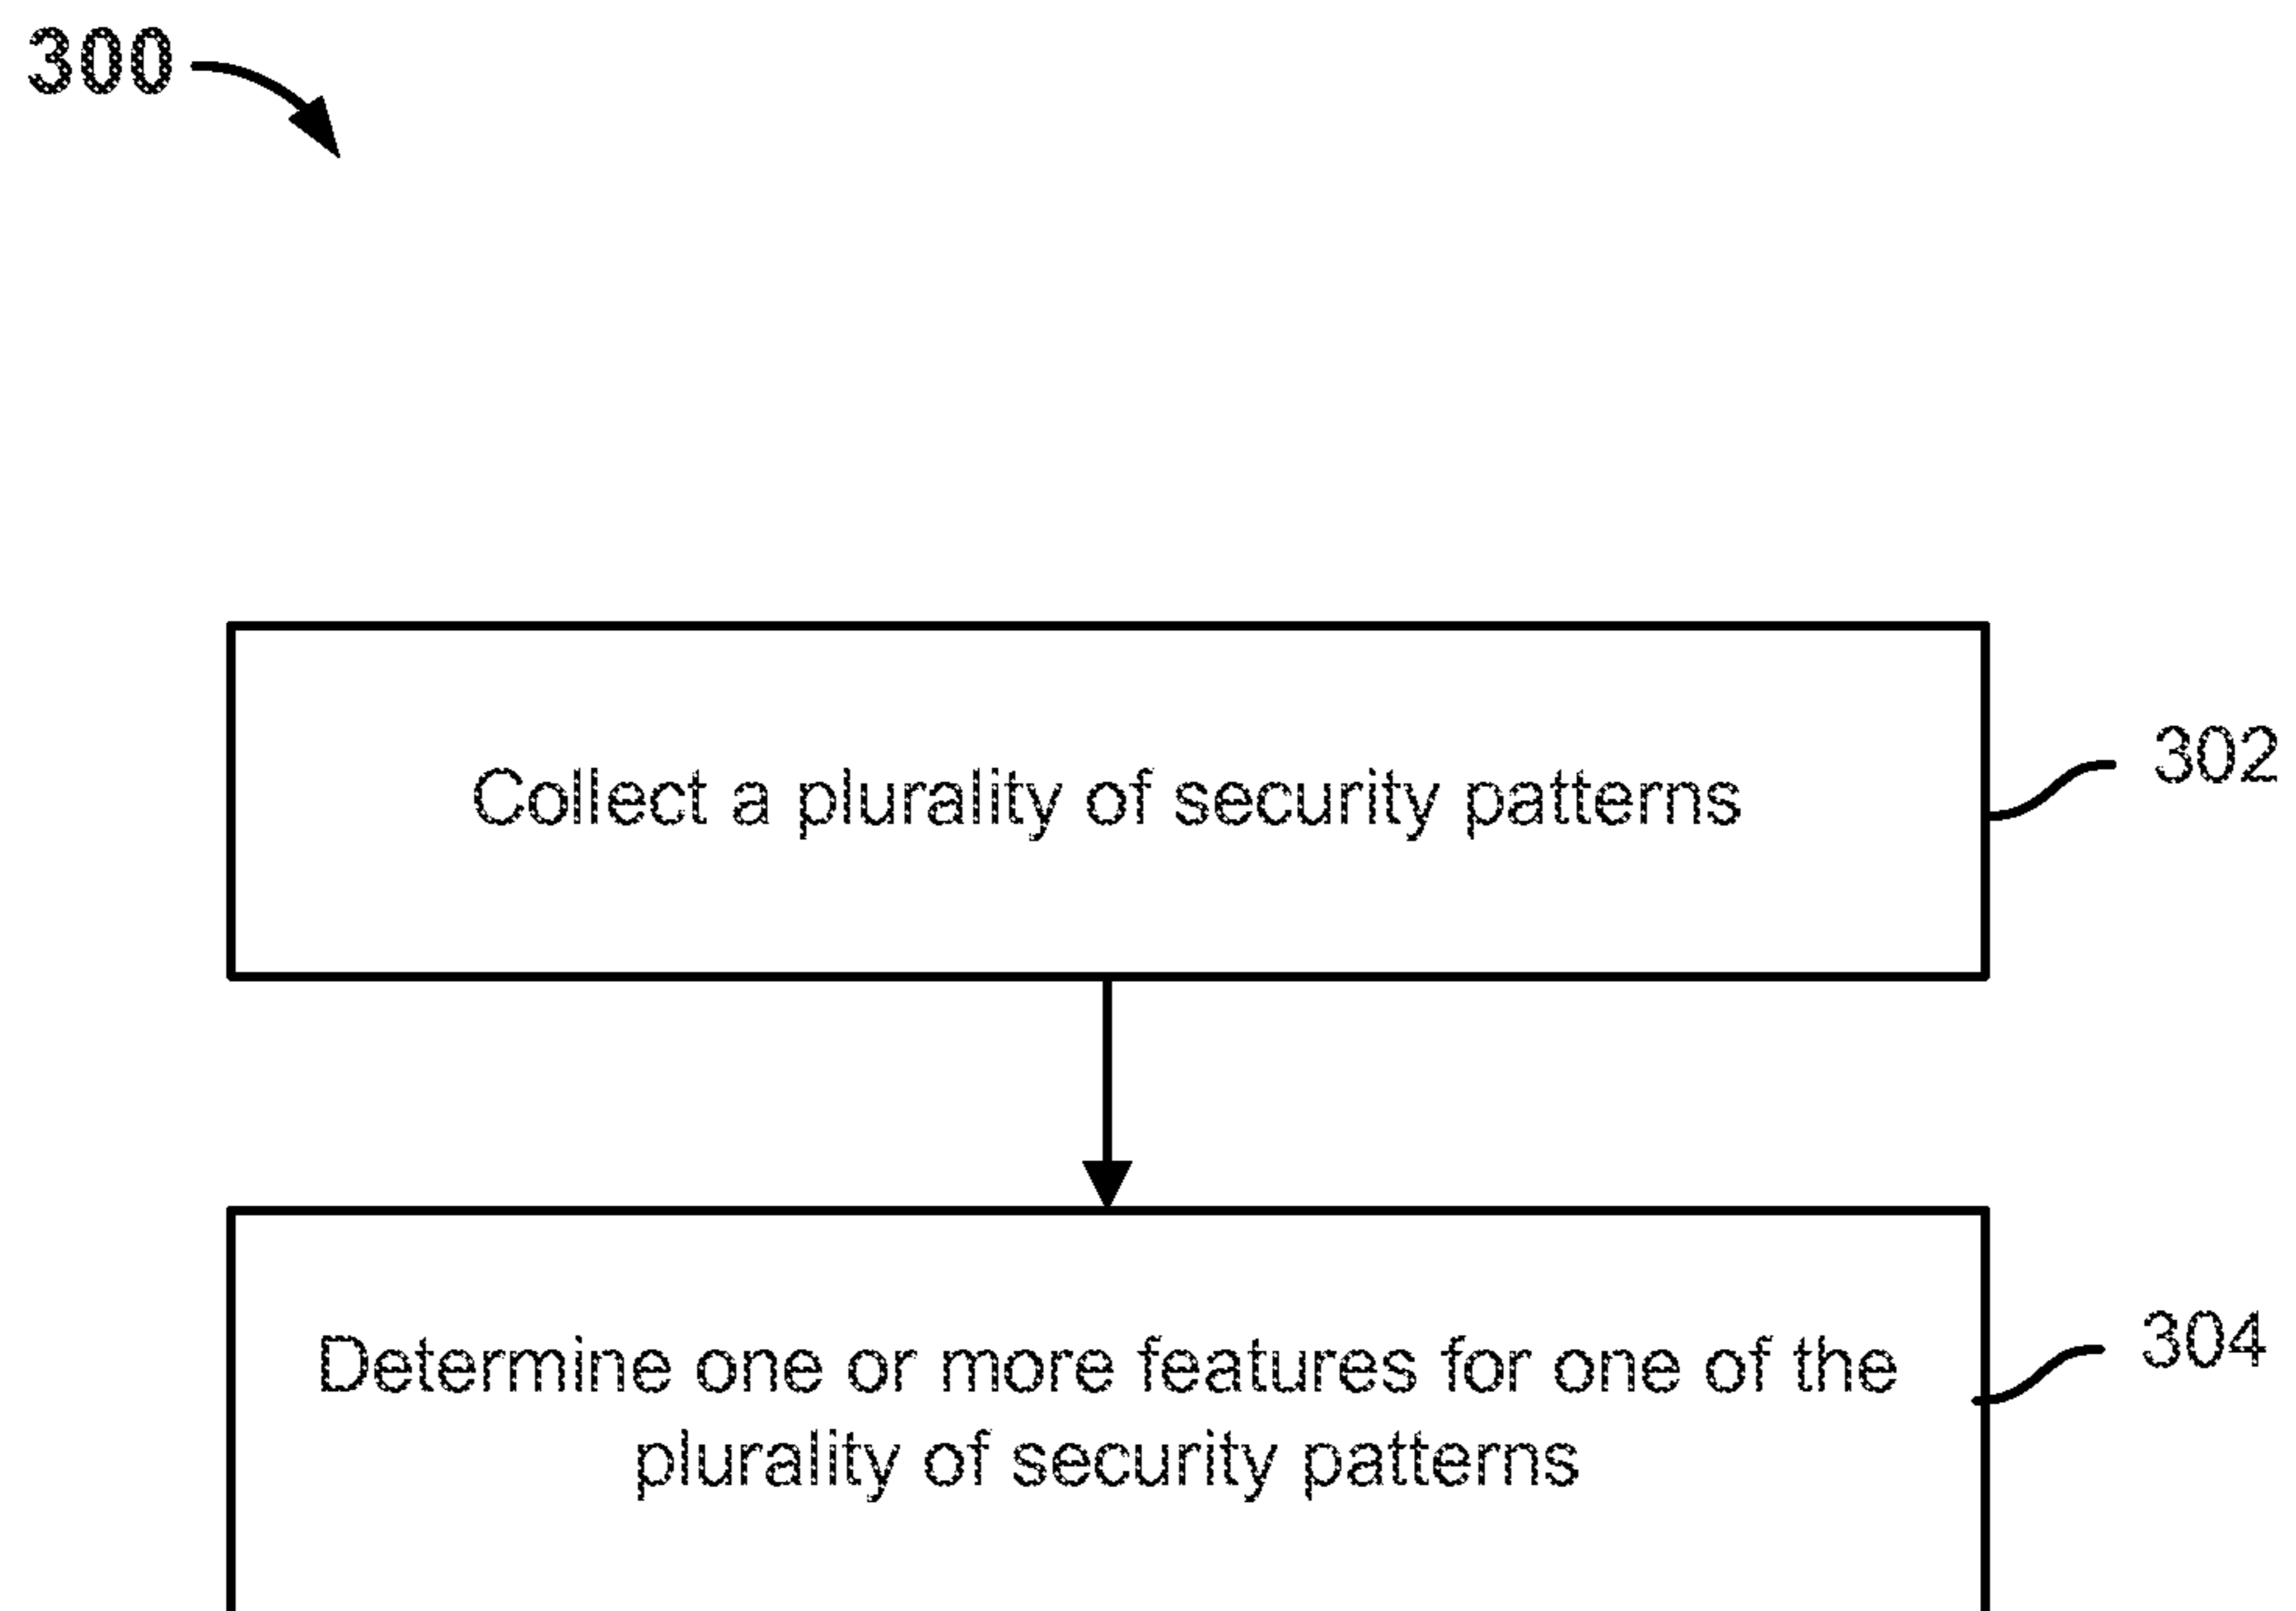 300
Collect a plurality of security patterns
302
Determine one or more features for one of the
plurality of security patterns
304